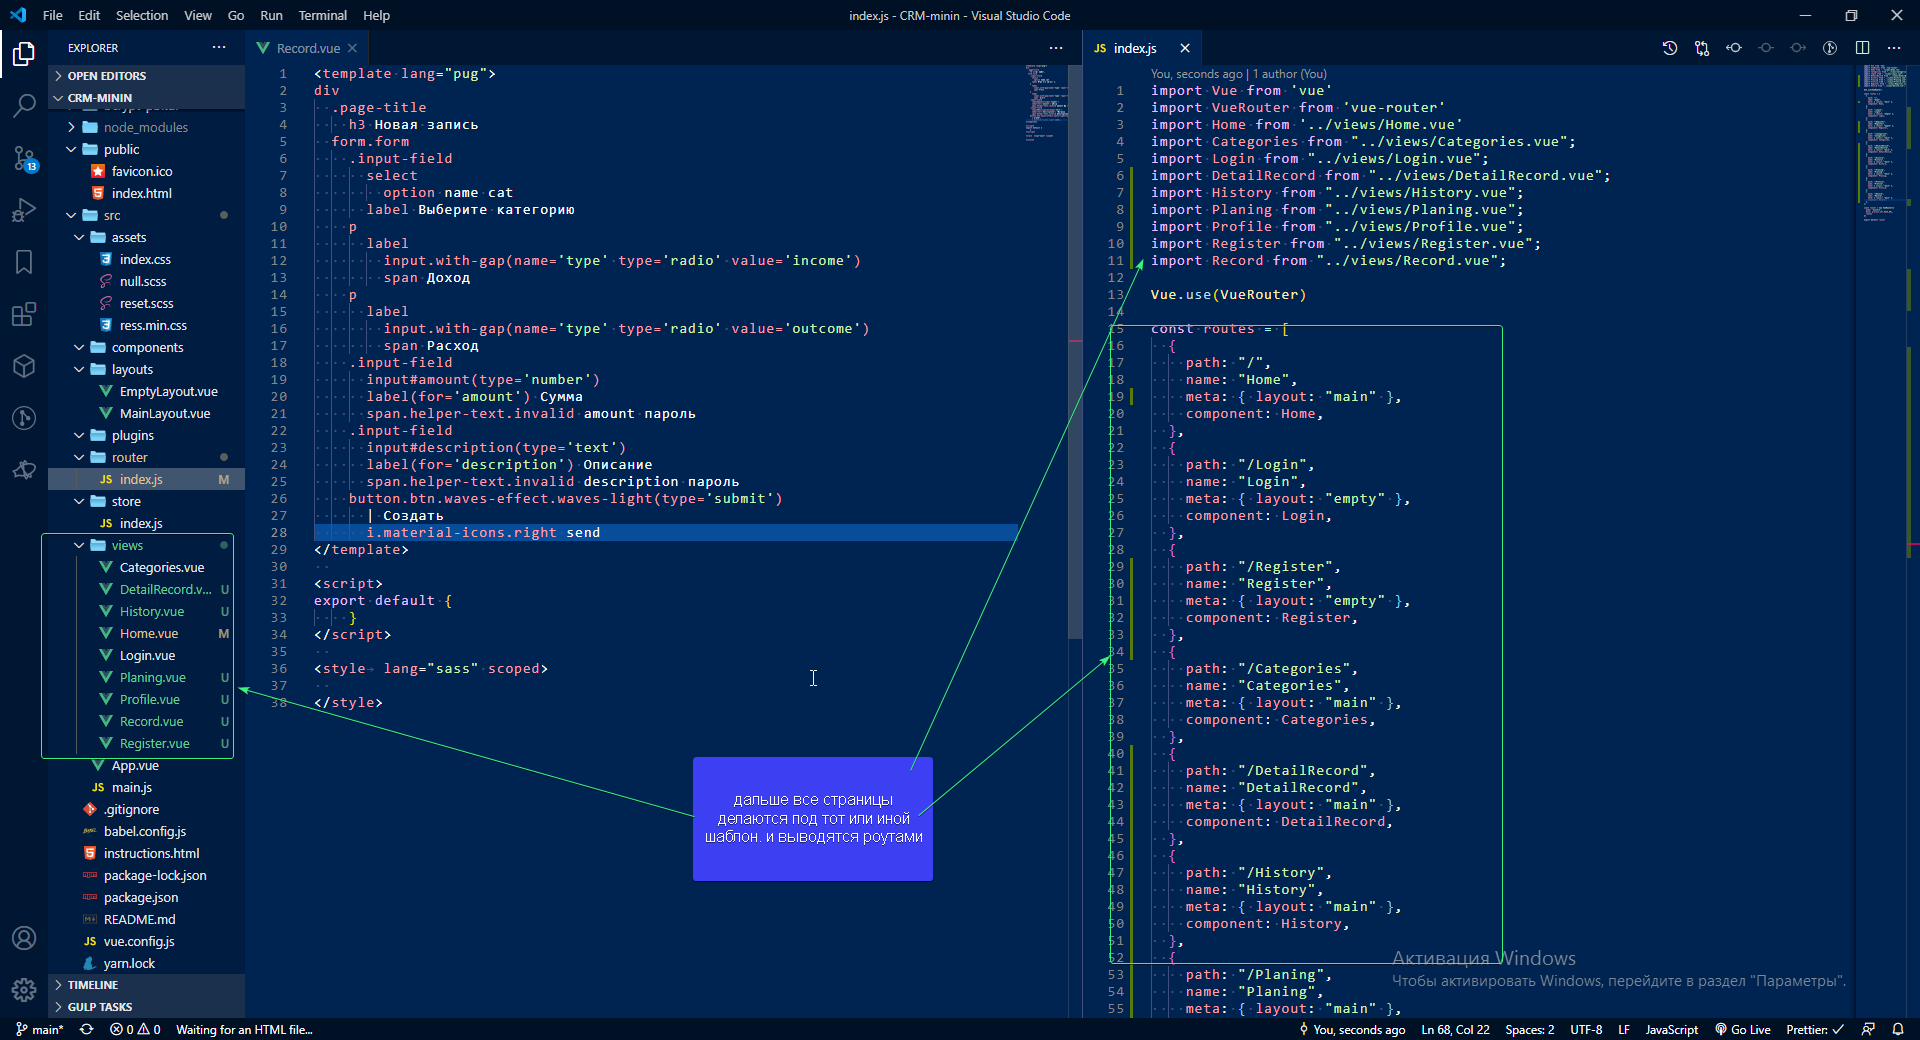 File Edit Selection View Go Run Terminal Help
index.js - CRM-minin - Visual Studio Code
EXPLORER
OPEN EDITORS
CRM-MININ
node_modules
public
favicon.ico
index.html
src
assets
index.css
null.scss
reset.scss
ress.min.css
components
layouts
EmptyLayout.vue
MainLayout.vue
plugins
router
JS index.js M
store
JS index.js
views
Categories.vue
DetailRecord.v... U
History.vue U
Home.vue M
Login.vue
Planing.vue U
Profile.vue U
Record.vue U
Register.vue U
App.vue
JS main.js
.gitignore
babel.config.js
instructions.html
package-lock.json
package.json
README.md
JS vue.config.js
yarn.lock
TIMELINE
GULP TASKS
13
Record.vue
1 <template lang="pug">
2 div
3 .page-title
4 h3 Новая запись
5 form.form
6 .input-field
7 select
8 option name cat
9 label Выберите категорию
10 p
11 label
12 input.with-gap(name='type' type='radio' value='income')
13 span Доход
14 p
15 label
16 input.with-gap(name='type' type='radio' value='outcome')
17 span Расход
18 .input-field
19 input#amount(type='number')
20 label(for='amount') Сумма
21 span.helper-text.invalid amount пароль
22 .input-field
23 input#description(type='text')
24 label(for='description') Описание
25 span.helper-text.invalid description пароль
26 button.btn.waves-effect.waves-light(type='submit')
27 | Создать
28 i.material-icons.right send
29 </template>
30
31 <script>
32 export default {
33 }
34 </script>
35
36 <style lang="sass" scoped>
37
38 </style>
дальше все страницы
делаются под тот или иной
шаблон. и выводятся роутами
JS index.js
You, seconds ago | 1 author (You)
1 import Vue from 'vue'
2 import VueRouter from 'vue-router'
3 import Home from '../views/Home.vue'
4 import Categories from "../views/Categories.vue";
5 import Login from "../views/Login.vue";
6 import DetailRecord from "../views/DetailRecord.vue";
7 import History from "../views/History.vue";
8 import Planing from "../views/Planing.vue";
9 import Profile from "../views/Profile.vue";
10 import Register from "../views/Register.vue";
11 import Record from "../views/Record.vue";
12
13 Vue.use(VueRouter)
14
15 const routes = [
16 {
17 path: "/",
18 name: "Home",
19 meta: { layout: "main" },
20 component: Home,
21 },
22 {
23 path: "/Login",
24 name: "Login",
25 meta: { layout: "empty" },
26 component: Login,
27 },
28 {
29 path: "/Register",
30 name: "Register",
31 meta: { layout: "empty" },
32 component: Register,
33 },
34 {
35 path: "/Categories",
36 name: "Categories",
37 meta: { layout: "main" },
38 component: Categories,
39 },
40 {
41 path: "/DetailRecord",
42 name: "DetailRecord",
43 meta: { layout: "main" },
44 component: DetailRecord,
45 },
46 {
47 path: "/History",
48 name: "History",
49 meta: { layout: "main" },
50 component: History,
51 },
52 {
53 path: "/Planing",
54 name: "Planing",
55 meta: { layout: "main" },
Активация Windows
Чтобы активировать Windows, перейдите в раздел "Параметры".
main* 0 0 Waiting for an HTML file... You, seconds ago Ln 68, Col 22 Spaces: 2 UTF-8 LF JavaScript Go Live Prettier: ✓